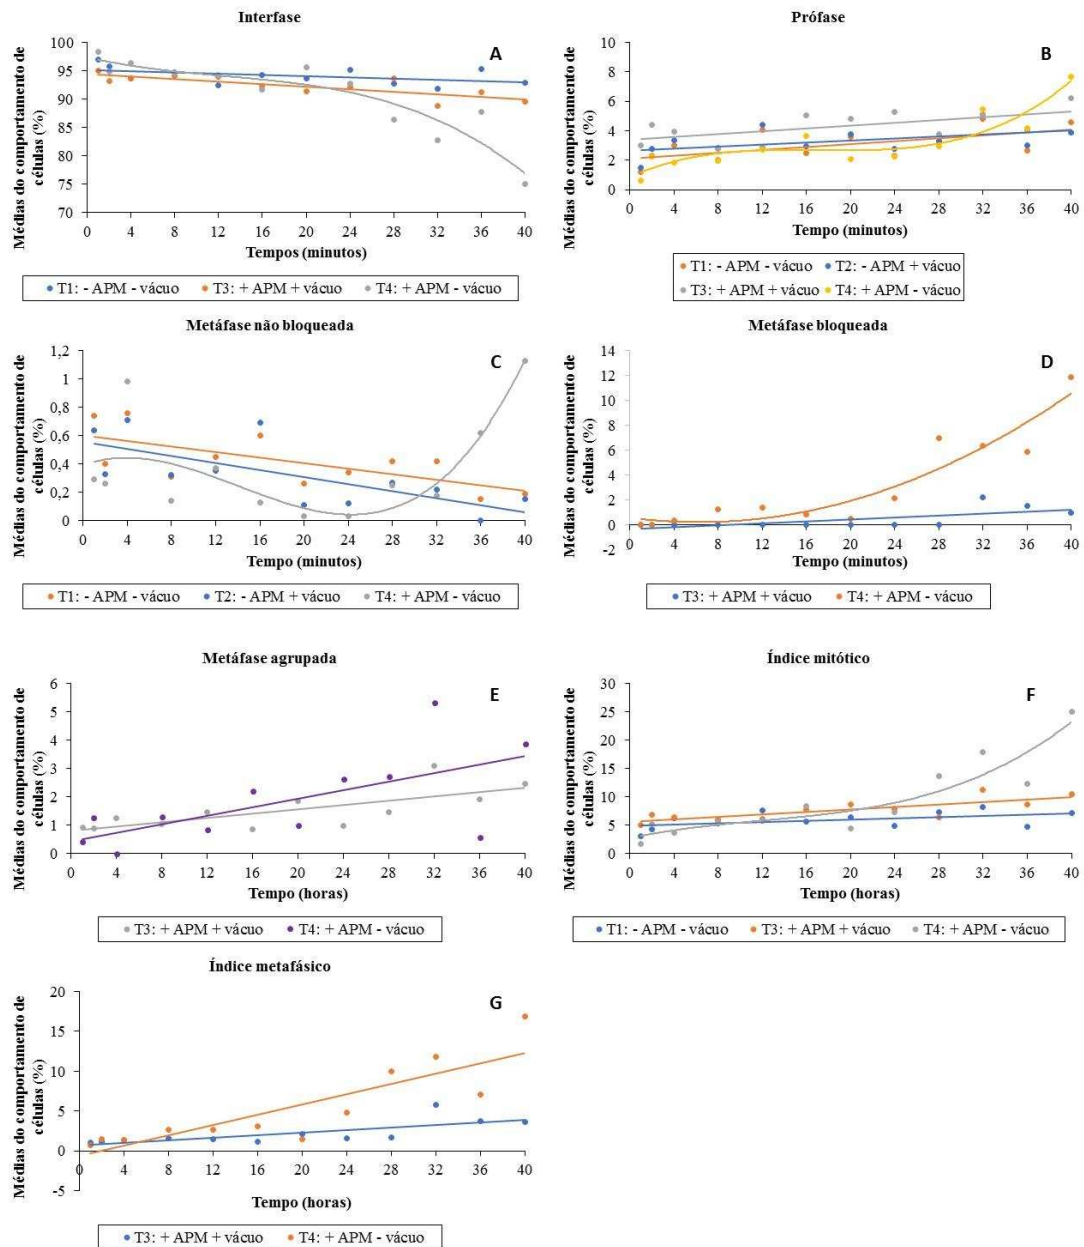 Interfase
Médias do comportamento de
células (%)
100
95
90
85
80
75
70
A
0 4 8 12 16 20 24 28 32 36 40
Tempos (minutos)
T1: - APM - vácuo T3: + APM + vácuo T4: + APM - vácuo
Prófase
Médias do comportamento de
células (%)
10
8
6
4
2
0
B
0 4 8 12 16 20 24 28 32 36 40
Tempo (minutos)
T1: - APM - vácuo T2: - APM + vácuo
T3: + APM + vácuo T4: + APM - vácuo
Metáfase não bloqueada
Médias do comportamento de
células (%)
1,2
1
0,8
0,6
0,4
0,2
0
C
0 4 8 12 16 20 24 28 32 36 40
Tempo (minutos)
T1: - APM - vácuo T2: - APM + vácuo T4: + APM - vácuo
Metáfase bloqueada
Médias do comportamento de
células (%)
14
12
10
8
6
4
2
0
-2
D
0 4 8 12 16 20 24 28 32 36 40
Tempo (minutos)
T3: + APM + vácuo T4: + APM - vácuo
Metáfase agrupada
Médias do comportamento de
células (%)
6
5
4
3
2
1
0
E
0 4 8 12 16 20 24 28 32 36 40
Tempo (horas)
T3: + APM + vácuo T4: + APM - vácuo
Índice mitótico
Médias do comportamento de
células (%)
30
25
20
15
10
5
0
F
0 4 8 12 16 20 24 28 32 36 40
Tempo (horas)
T1: - APM - vácuo T3: + APM + vácuo T4: + APM - vácuo
Índice metafásico
Médias do comportamento de
células (%)
20
15
10
5
0
-5
G
0 4 8 12 16 20 24 28 32 36 40
Tempo (horas)
T3: + APM + vácuo T4: + APM - vácuo